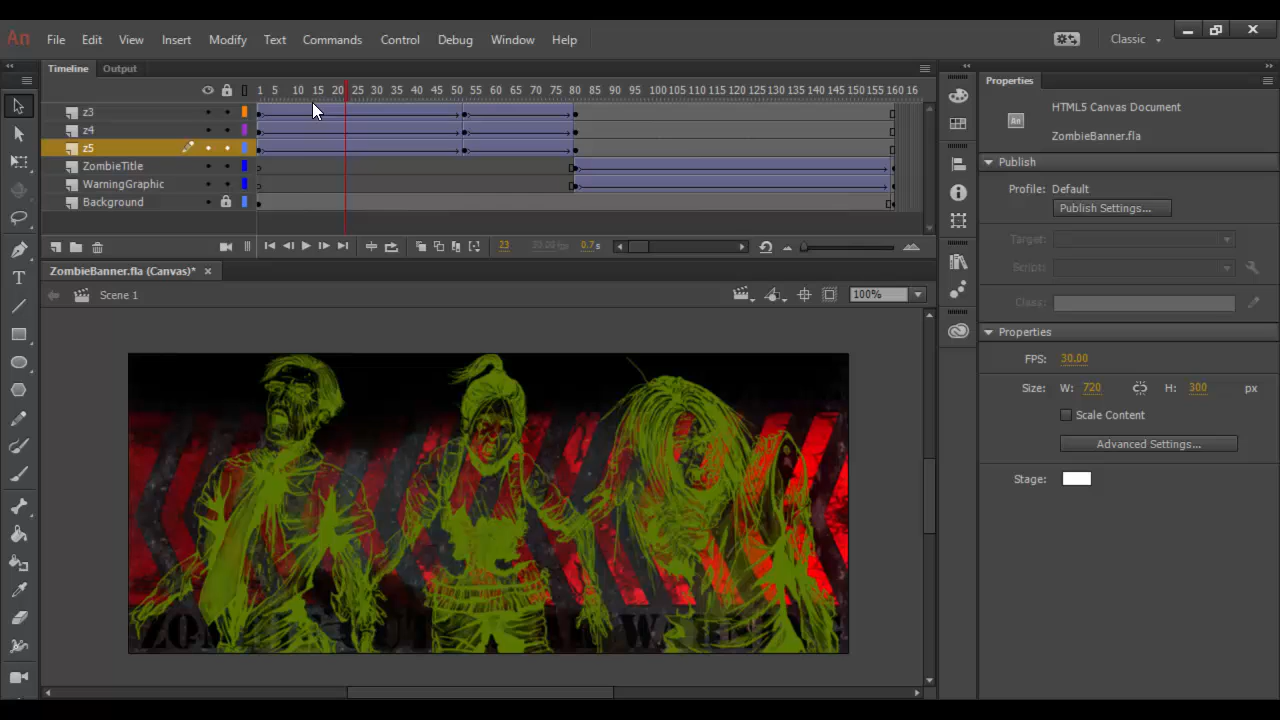 An File Edit View Insert Modify Text Commands Control Debug Window Help Classic
Timeline Output
1 5 10 15 20 25 30 35 40 45 50 55 60 65 70 75 80 85 90 95 100 105 110 115 120 125 130 135 140 145 150 155 160 16
z3
z4
z5
ZombieTitle
WarningGraphic
Background
23 30.00 fps 0.7 s
ZombieBanner.fla (Canvas)* ×
Scene 1
100%
Properties
HTML5 Canvas Document
An
ZombieBanner.fla
Publish
Profile: Default
Publish Settings...
Target:
Script:
Class:
Properties
FPS: 30.00
Size: W: 720 H: 300 px
Scale Content
Advanced Settings...
Stage: